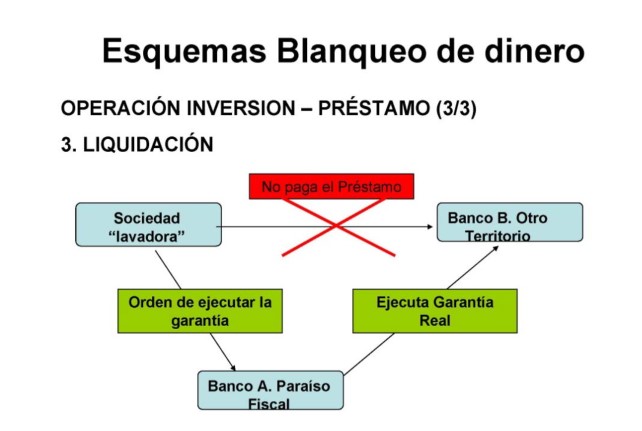 Esquemas Blanqueo de dinero
OPERACIÓN INVERSION – PRÉSTAMO (3/3)
3. LIQUIDACIÓN
No paga el Préstamo
Sociedad
“lavadora”
Banco B. Otro
Territorio
Orden de ejecutar la
garantía
Ejecuta Garantía
Real
Banco A. Paraíso
Fiscal